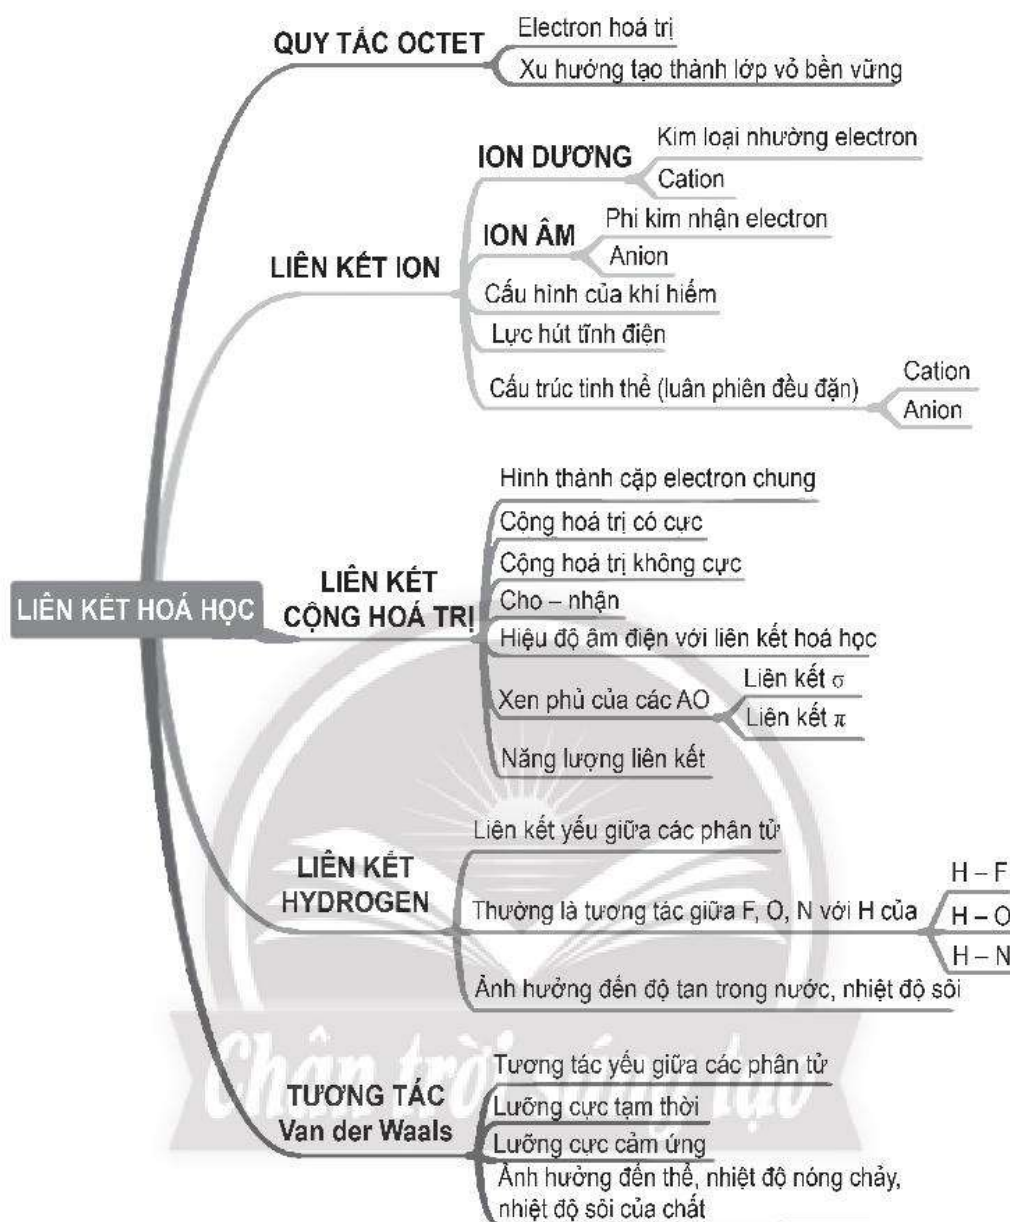 QUY TẮC OCTET
Electron hoá trị
Xu hướng tạo thành lớp vỏ bền vững
LIÊN KẾT ION
ION DƯƠNG
Kim loại nhường electron
Cation
ION ÂM
Phi kim nhận electron
Anion
Cấu hình của khí hiếm
Lực hút tĩnh điện
Cấu trúc tinh thể (luân phiên đều đặn)
Cation
Anion
LIÊN KẾT HOÁ HỌC
LIÊN KẾT
CỘNG HOÁ TRỊ
Hình thành cặp electron chung
Cộng hoá trị có cực
Cộng hoá trị không cực
Cho – nhận
Hiệu độ âm điện với liên kết hoá học
Xen phủ của các AO
Liên kết σ
Liên kết π
Năng lượng liên kết
LIÊN KẾT
HYDROGEN
Liên kết yếu giữa các phân tử
Thường là tương tác giữa F, O, N với H của
H – F
H – O
H – N
Ảnh hưởng đến độ tan trong nước, nhiệt độ sôi
TƯƠNG TÁC
Van der Waals
Tương tác yếu giữa các phân tử
Lưỡng cực tạm thời
Lưỡng cực cảm ứng
Ảnh hưởng đến thể, nhiệt độ nóng chảy,
nhiệt độ sôi của chất
Chân trời sáng tạo